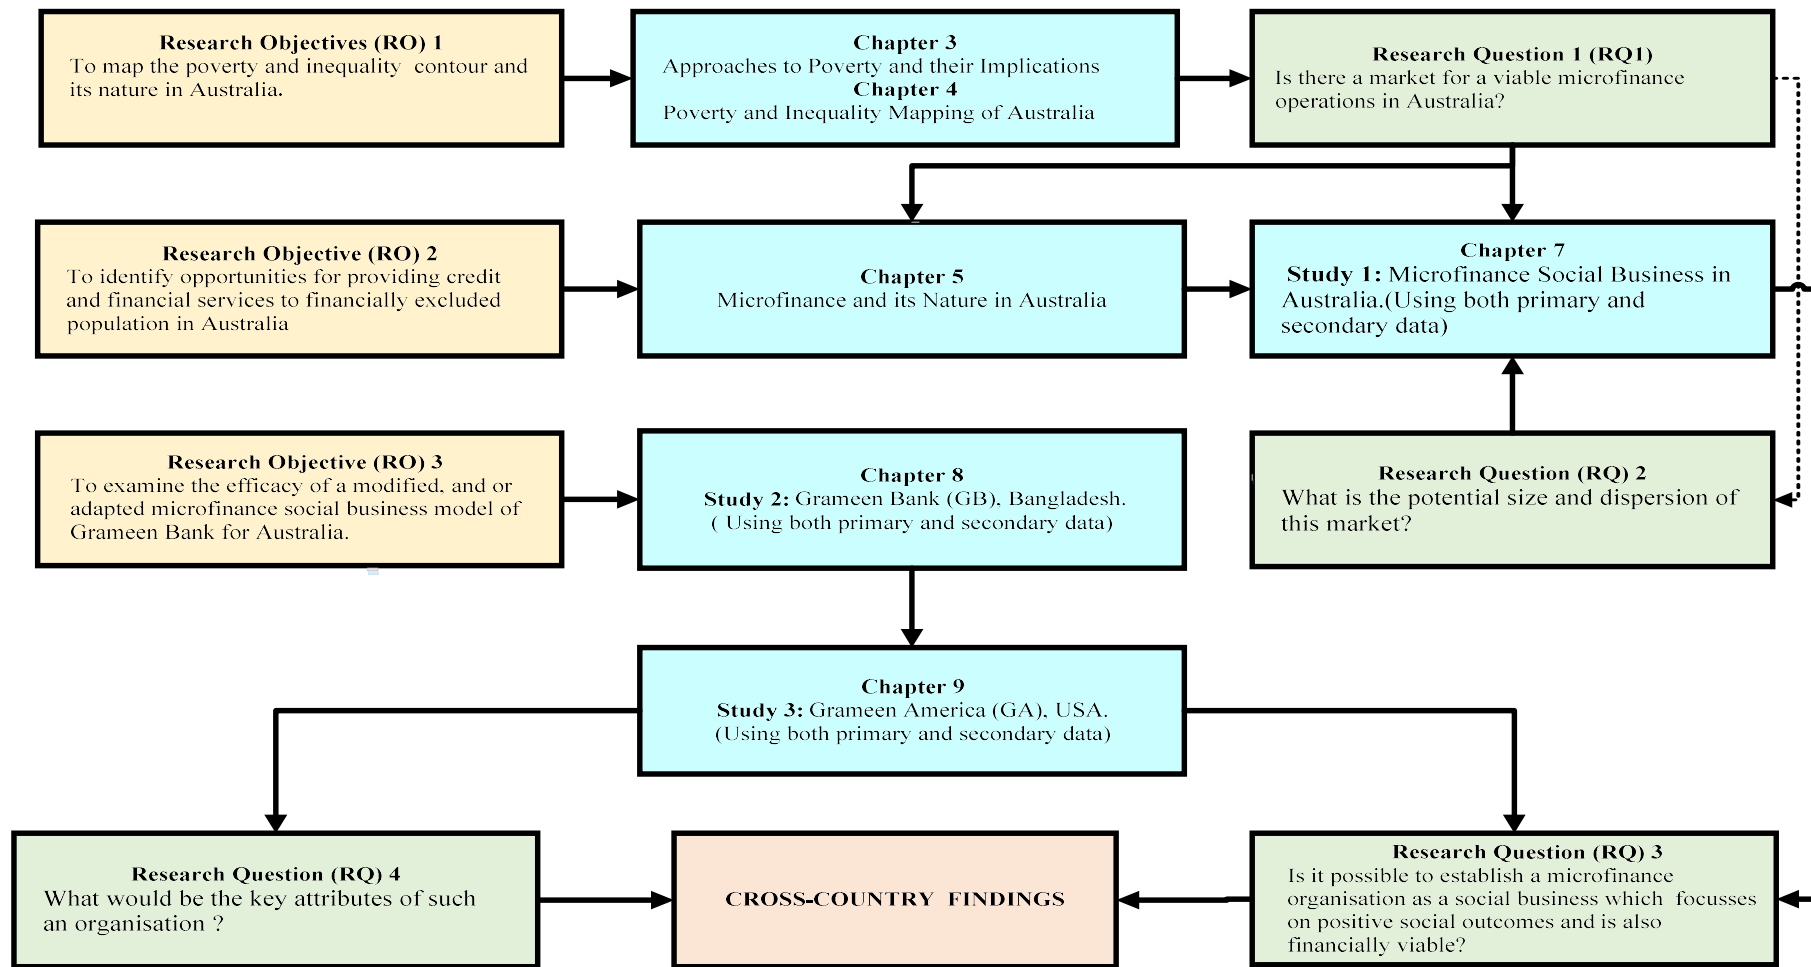 Research Objectives (RO) 1
To map the poverty and inequality contour and
its nature in Australia.
Chapter 3
Approaches to Poverty and their Implications
Chapter 4
Poverty and Inequality Mapping of Australia
Research Question 1 (RQ1)
Is there a market for a viable microfinance
operations in Australia?
Research Objective (RO) 2
To identify opportunities for providing credit
and financial services to financially excluded
population in Australia
Chapter 5
Microfinance and its Nature in Australia
Chapter 7
Study 1: Microfinance Social Business in
Australia.(Using both primary and
secondary data)
Research Objective (RO) 3
To examine the efficacy of a modified, and or
adapted microfinance social business model of
Grameen Bank for Australia.
Chapter 8
Study 2: Grameen Bank (GB), Bangladesh.
( Using both primary and secondary data)
Research Question (RQ) 2
What is the potential size and dispersion of
this market?
Chapter 9
Study 3: Grameen America (GA), USA.
(Using both primary and secondary data)
Research Question (RQ) 4
What would be the key attributes of such
an organisation ?
CROSS-COUNTRY FINDINGS
Research Question (RQ) 3
Is it possible to establish a microfinance
organisation as a social business which focusses
on positive social outcomes and is also
financially viable?